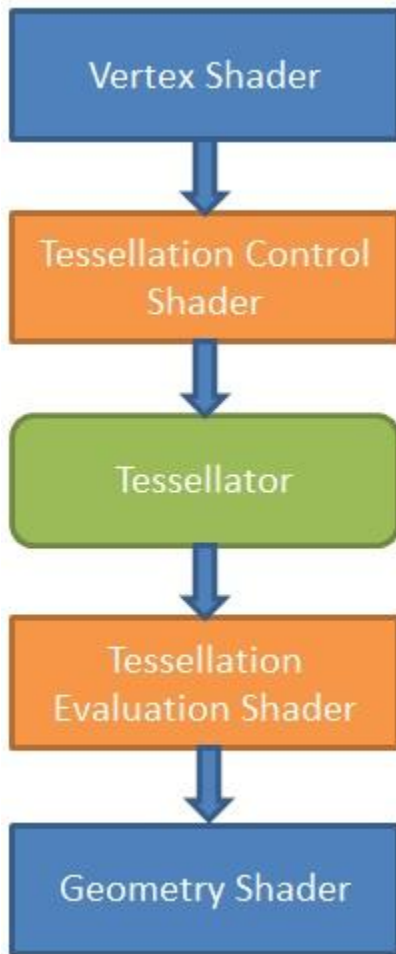 Vertex Shader
Tessellation Control
Shader
Tessellator
Tessellation
Evaluation Shader
Geometry Shader